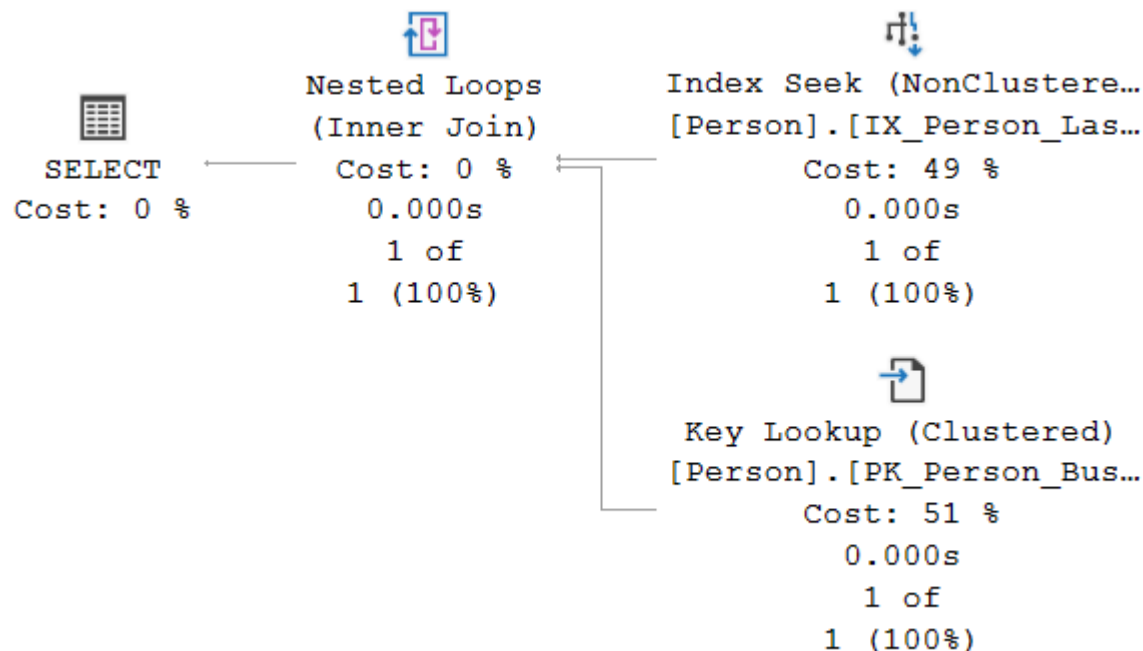 SELECT
Cost: 0 %
Nested Loops
(Inner Join)
Cost: 0 %
0.000s
1 of
1 (100%)
Index Seek (NonClustere…
[Person].[IX_Person_Las…
Cost: 49 %
0.000s
1 of
1 (100%)
Key Lookup (Clustered)
[Person].[PK_Person_Bus…
Cost: 51 %
0.000s
1 of
1 (100%)